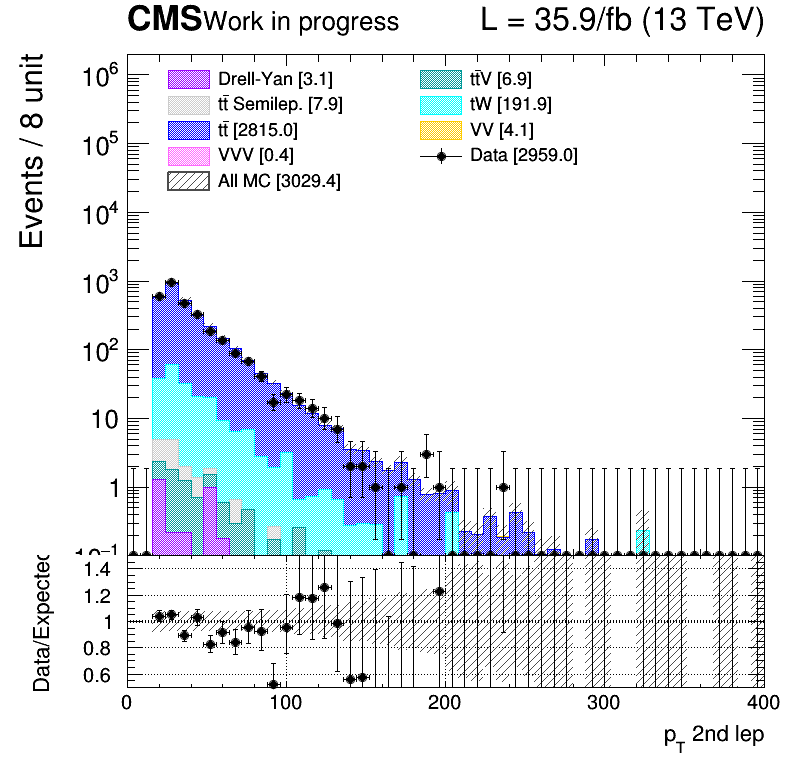 CMS Work in progress L = 35.9/fb (13 TeV)
Events / 8 unit
10⁶
10⁵
10⁴
10³
10²
10
1
10⁻¹
Drell-Yan [3.1]
tt̄ Semilep. [7.9]
tt̄ [2815.0]
VVV [0.4]
All MC [3029.4]
tt̄V [6.9]
tW [191.9]
VV [4.1]
Data [2959.0]
Data/Expected
1.4
1.2
1
0.8
0.6
0 100 200 300 400
p_T 2nd lep